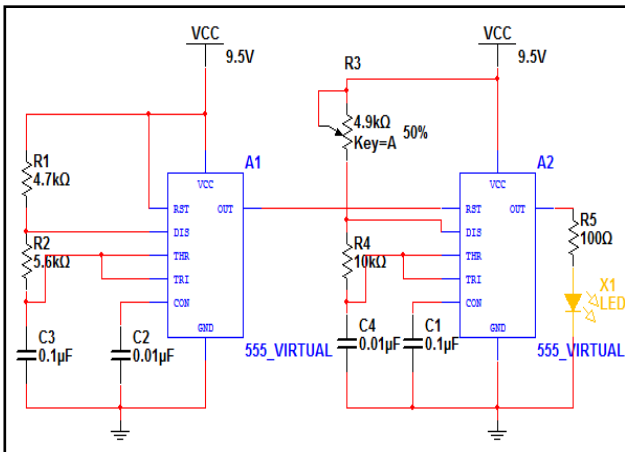 VCC
9.5V
R1
4.7kΩ
R2
5.6kΩ
C3
0.1µF
C2
0.01µF
A1
VCC
RST
OUT
DIS
THR
TRI
CON
GND
555_VIRTUAL
VCC
9.5V
R3
4.9kΩ
Key=A
50%
R4
10kΩ
C4
0.01µF
C1
0.1µF
A2
VCC
RST
OUT
DIS
THR
TRI
CON
GND
555_VIRTUAL
R5
100Ω
X1
LED